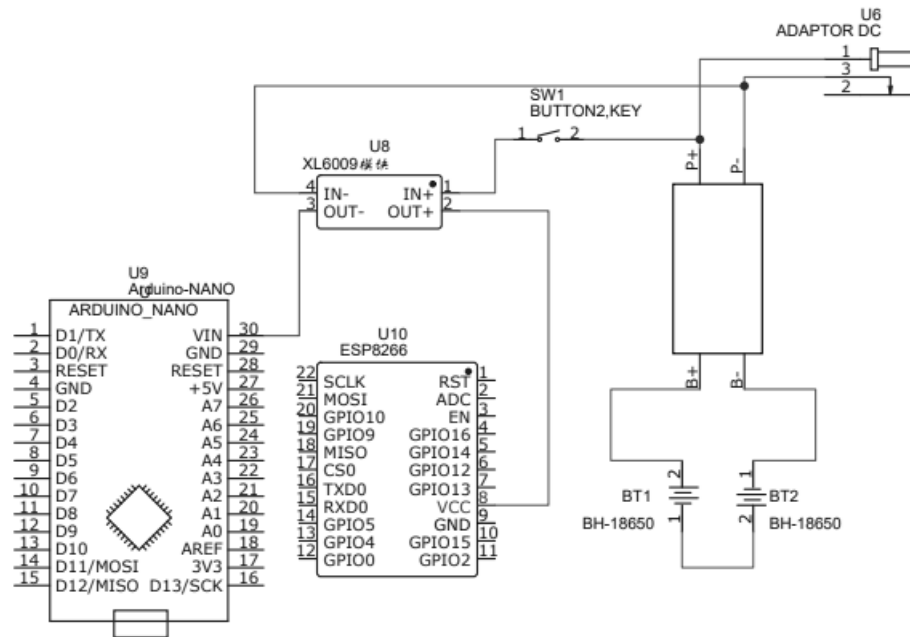 U6
ADAPTOR DC
1
3
2
SW1
BUTTON2,KEY
1 2
U8
XL6009模块
4 IN- IN+ 1
3 OUT- OUT+ 2
P+ P-
B+ B-
U9
Arduino-NANO
U
ARDUINO_NANO
1 D1/TX VIN 30
2 D0/RX GND 29
3 RESET RESET 28
4 GND +5V 27
5 D2 A7 26
6 D3 A6 25
7 D4 A5 24
8 D5 A4 23
9 D6 A3 22
10 D7 A2 21
11 D8 A1 20
12 D9 A0 19
13 D10 AREF 18
14 D11/MOSI 3V3 17
15 D12/MISO D13/SCK 16
U10
ESP8266
22 SCLK RST 1
21 MOSI ADC 2
20 GPIO10 EN 3
19 GPIO9 GPIO16 4
18 MISO GPIO14 5
17 CS0 GPIO12 6
16 TXD0 GPIO13 7
15 RXD0 VCC 8
14 GPIO5 GND 9
13 GPIO4 GPIO15 10
12 GPIO0 GPIO2 11
2 1
BT1 BT2
BH-18650 BH-18650
1 2